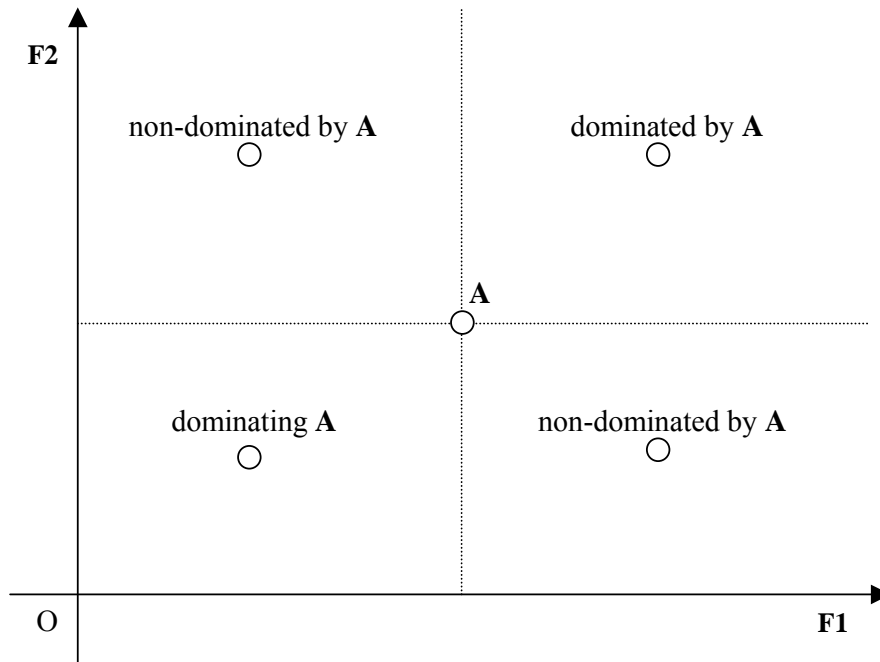 F2
non-dominated by A
dominated by A
A
dominating A
non-dominated by A
O
F1